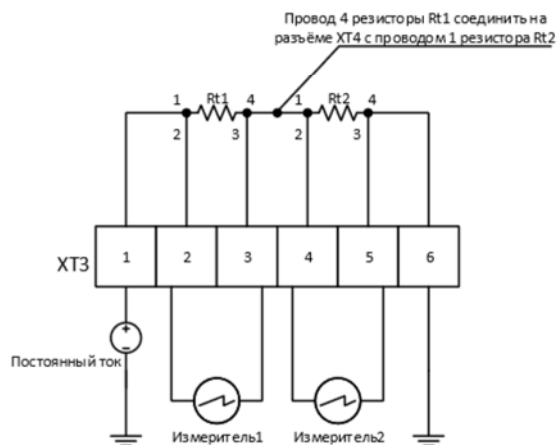 Провод 4 резисторы Rt1 соединить на
разъёме XT4 с проводом 1 резистора Rt2
1 Rt1 4 1 Rt2 4
2 3 2 3
XT3 1 2 3 4 5 6
Постоянный ток
Измеритель1 Измеритель2